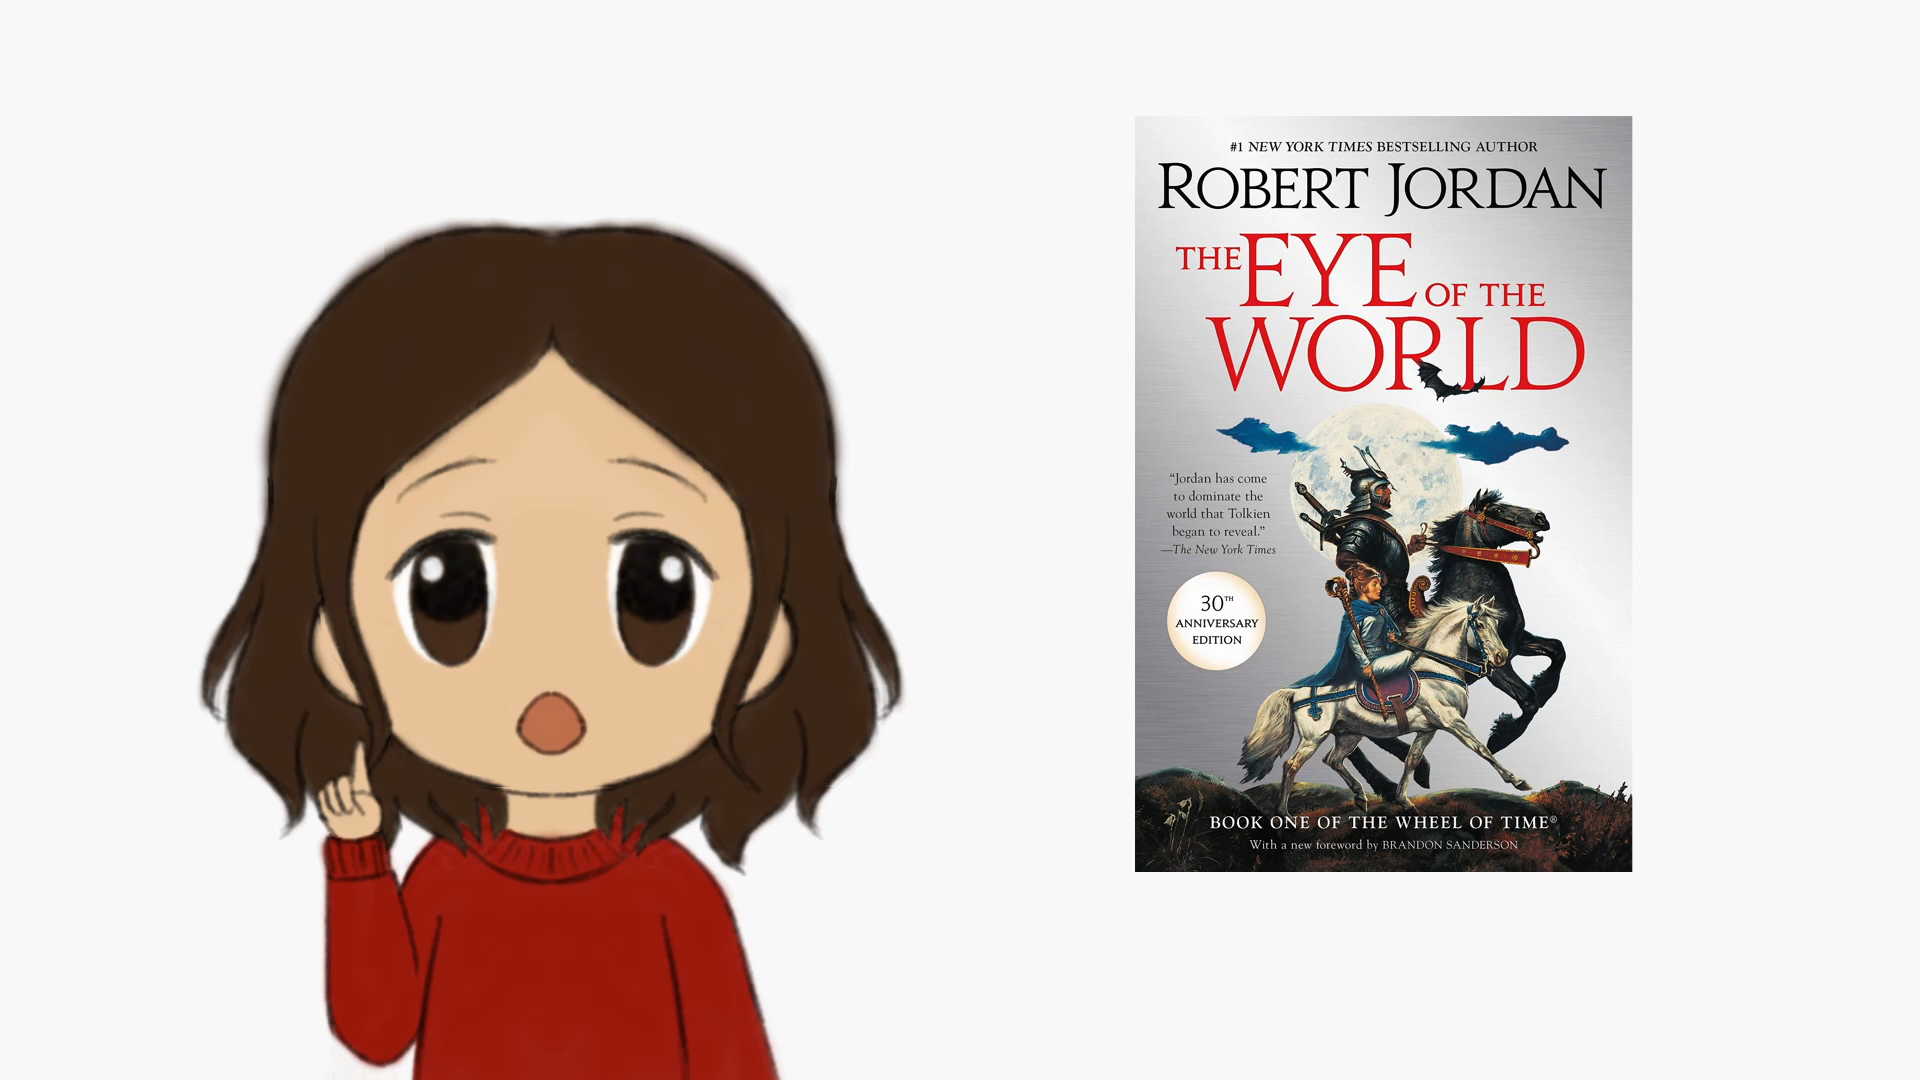 #1 NEW YORK TIMES BESTSELLING AUTHOR
ROBERT JORDAN
THE EYE OF THE
WORLD
“Jordan has come
to dominate the
world that Tolkien
began to reveal.”
—The New York Times
30TH
ANNIVERSARY
EDITION
BOOK ONE OF THE WHEEL OF TIME®
With a new foreword by BRANDON SANDERSON